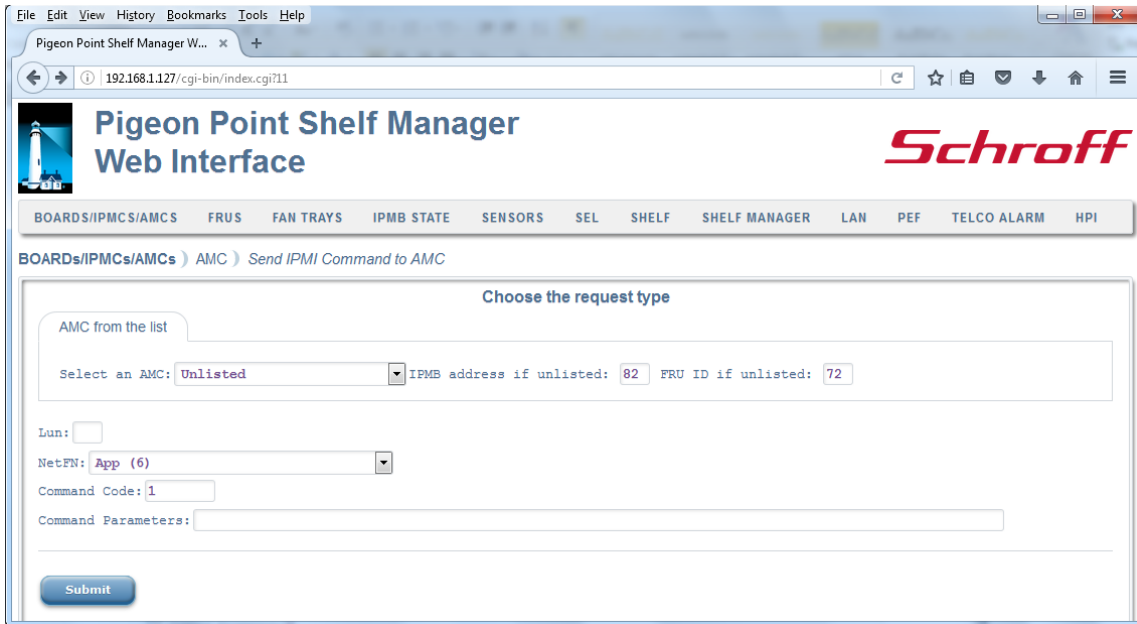 File Edit View History Bookmarks Tools Help
Pigeon Point Shelf Manager W... × +
192.168.1.127/cgi-bin/index.cgi?11
Pigeon Point Shelf Manager
Web Interface
Schroff
BOARDS/IPMCS/AMCS FRUS FAN TRAYS IPMB STATE SENSORS SEL SHELF SHELF MANAGER LAN PEF TELCO ALARM HPI
BOARDs/IPMCs/AMCs ) AMC ) Send IPMI Command to AMC
Choose the request type
AMC from the list
Select an AMC: Unlisted IPMB address if unlisted: 82 FRU ID if unlisted: 72
Lun:
NetFN: App (6)
Command Code: 1
Command Parameters:
Submit